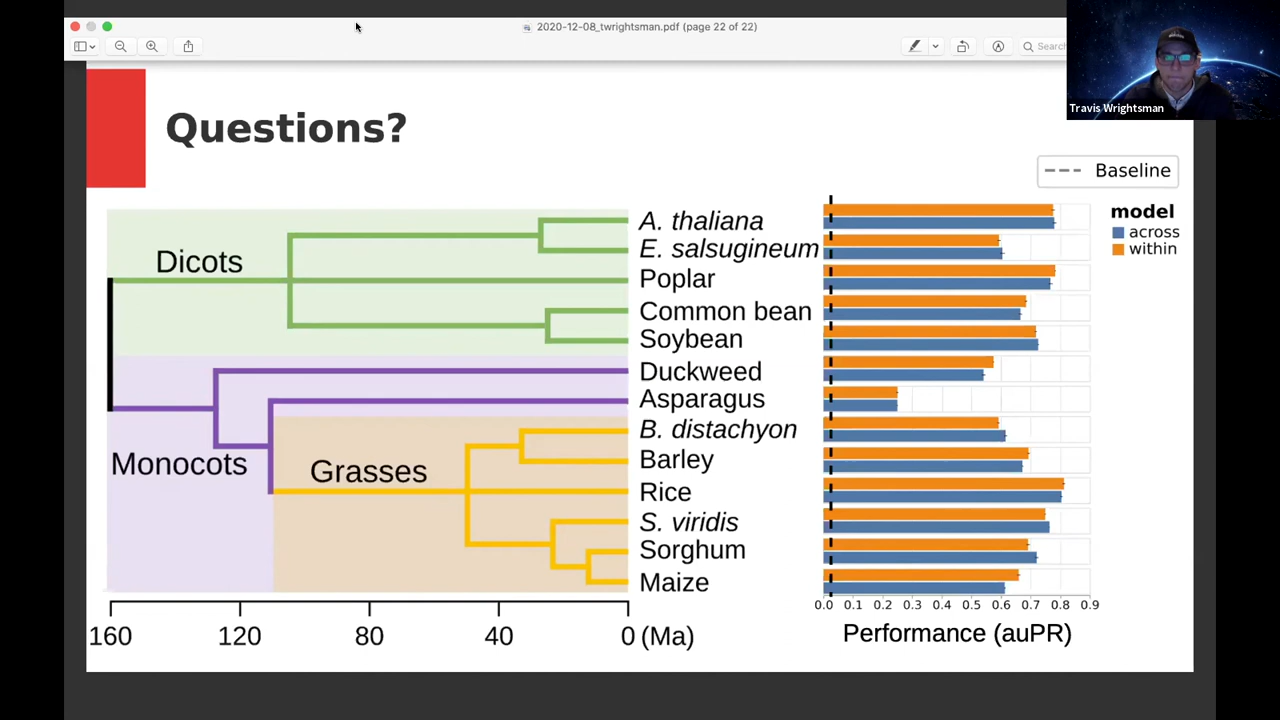 2020-12-08_twrightsman.pdf (page 22 of 22)
Search
Travis Wrightsman
Questions?
Baseline
model
across
within
Dicots
Monocots
Grasses
A. thaliana
E. salsugineum
Poplar
Common bean
Soybean
Duckweed
Asparagus
B. distachyon
Barley
Rice
S. viridis
Sorghum
Maize
160 120 80 40 0 (Ma)
0.0 0.1 0.2 0.3 0.4 0.5 0.6 0.7 0.8 0.9
Performance (auPR)